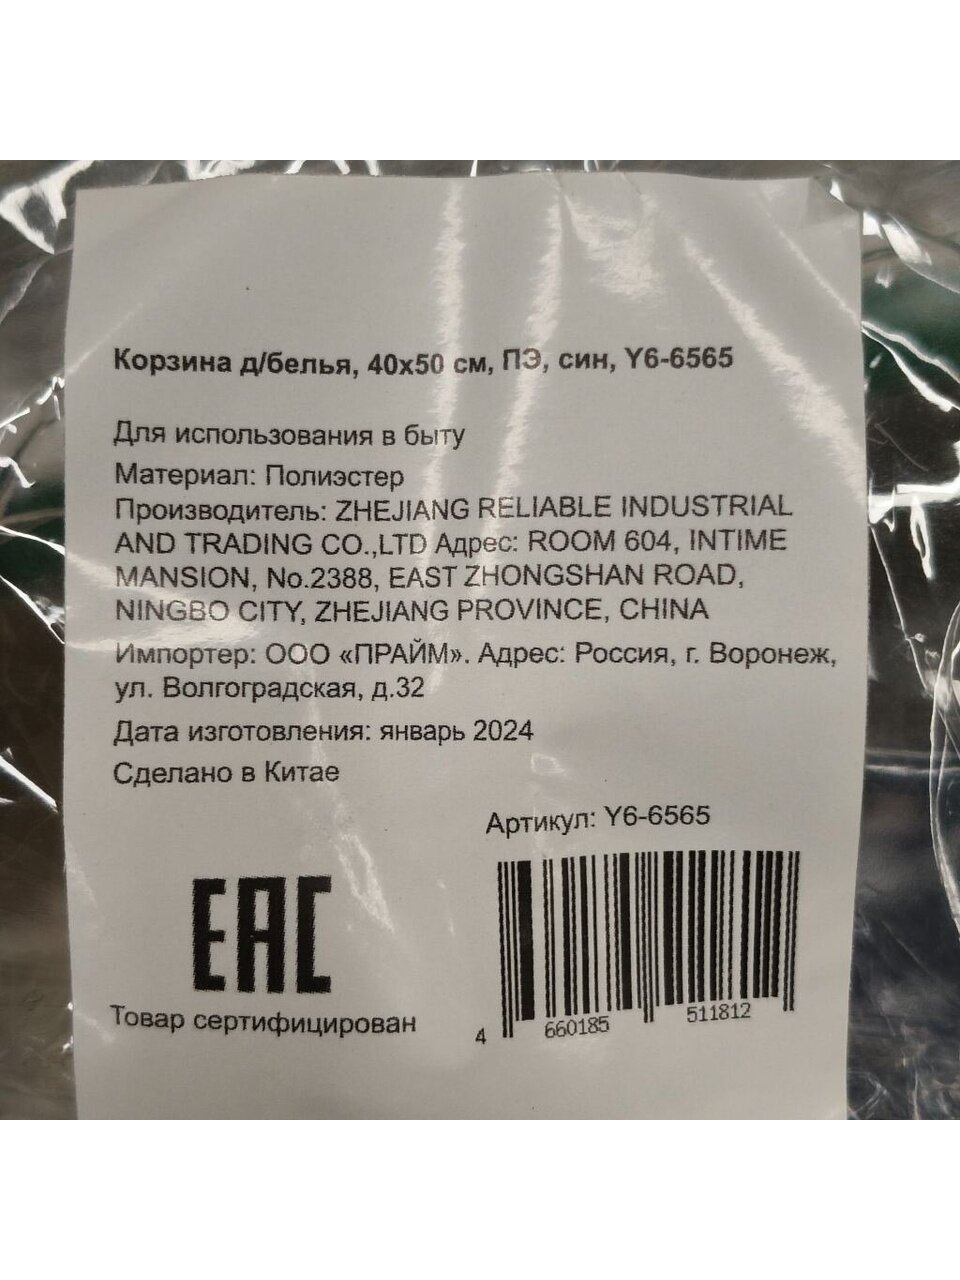 Корзина д/белья, 40х50 см, ПЭ, син, Y6-6565
Для использования в быту
Материал: Полиэстер
Производитель: ZHEJIANG RELIABLE INDUSTRIAL
AND TRADING CO.,LTD Адрес: ROOM 604, INTIME
MANSION, No.2388, EAST ZHONGSHAN ROAD,
NINGBO CITY, ZHEJIANG PROVINCE, CHINA
Импортер: ООО «ПРАЙМ». Адрес: Россия, г. Воронеж,
ул. Волгоградская, д.32
Дата изготовления: январь 2024
Сделано в Китае
Артикул: Y6-6565
EAC
Товар сертифицирован
4 660185 511812